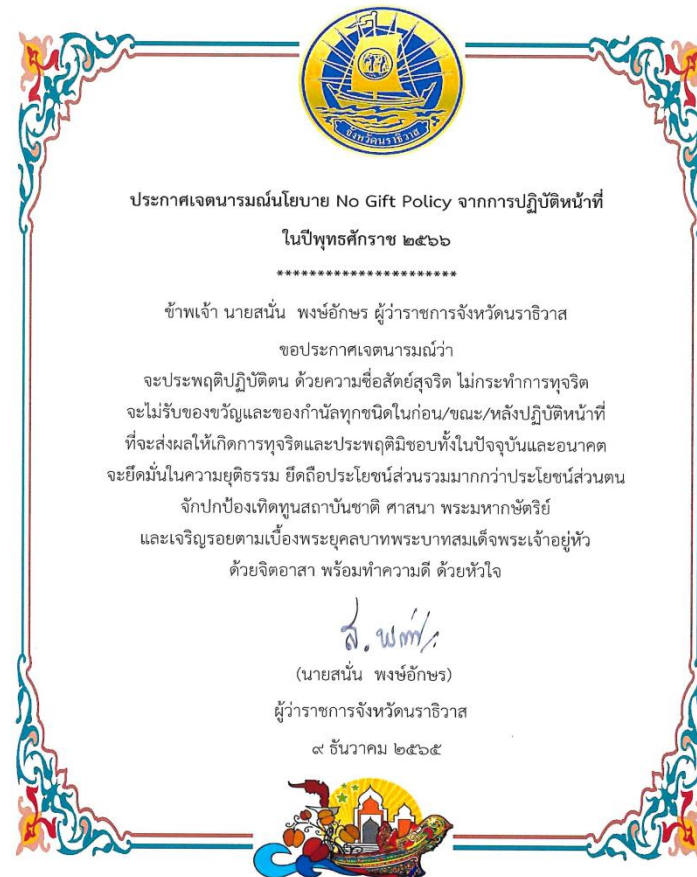 จังหวัดนราธิวาส
ประกาศเจตนารมณ์นโยบาย No Gift Policy จากการปฏิบัติหน้าที่
ในปีพุทธศักราช ๒๕๖๖
**********************
ข้าพเจ้า นายสนั่น พงษ์อักษร ผู้ว่าราชการจังหวัดนราธิวาส
ขอประกาศเจตนารมณ์ว่า
จะประพฤติปฏิบัติตน ด้วยความซื่อสัตย์สุจริต ไม่กระทำการทุจริต
จะไม่รับของขวัญและของกำนัลทุกชนิดในก่อน/ขณะ/หลังปฏิบัติหน้าที่
ที่จะส่งผลให้เกิดการทุจริตและประพฤติมิชอบทั้งในปัจจุบันและอนาคต
จะยึดมั่นในความยุติธรรม ยึดถือประโยชน์ส่วนรวมมากกว่าประโยชน์ส่วนตน
จักปกป้องเทิดทูนสถาบันชาติ ศาสนา พระมหากษัตริย์
และเจริญรอยตามเบื้องพระยุคลบาทพระบาทสมเด็จพระเจ้าอยู่หัว
ด้วยจิตอาสา พร้อมทำความดี ด้วยหัวใจ
(นายสนั่น พงษ์อักษร)
ผู้ว่าราชการจังหวัดนราธิวาส
๙ ธันวาคม ๒๕๖๕